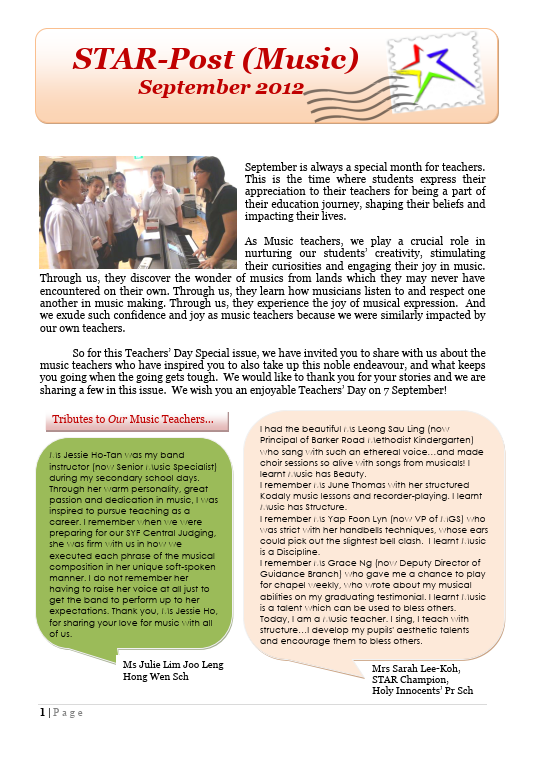 STAR-Post (Music)
September 2012
September is always a special month for teachers.
This is the time where students express their
appreciation to their teachers for being a part of
their education journey, shaping their beliefs and
impacting their lives.
As Music teachers, we play a crucial role in
nurturing our students' creativity, stimulating
their curiosities and engaging their joy in music.
Through us, they discover the wonder of musics from lands which they may never have
encountered on their own. Through us, they learn how musicians listen to and respect one
another in music making. Through us, they experience the joy of musical expression. And
we exude such confidence and joy as music teachers because we were similarly impacted by
our own teachers.
So for this Teachers' Day Special issue, we have invited you to share with us about the
music teachers who have inspired you to also take up this noble endeavour, and what keeps
you going when the going gets tough. We would like to thank you for your stories and we are
sharing a few in this issue. We wish you an enjoyable Teachers' Day on 7 September!
Tributes to Our Music Teachers...
Ms Jessie Ho-Tan was my band
instructor (now Senior Music Specialist)
during my secondary school days.
Through her warm personality, great
passion and dedication in music, I was
inspired to pursue teaching as a
career. I remember when we were
preparing for our SYF Central Judging,
she was firm with us in how we
executed each phrase of the musical
composition in her unique soft-spoken
manner. I do not remember her
having to raise her voice at all just to
get the band to perform up to her
expectations. Thank you, Ms Jessie Ho,
for sharing your love for music with all
of us.
Ms Julie Lim Joo Leng
Hong Wen Sch
I had the beautiful Ms Leong Sau Ling (now
Principal of Barker Road Methodist Kindergarten)
who sang with such an ethereal voice...and made
choir sessions so alive with songs from musicals! I
learnt Music has Beauty.
I remember Ms June Thomas with her structured
Kodaly music lessons and recorder-playing. I learnt
Music has Structure.
I remember Ms Yap Foon Lyn (now VP of MGS) who
was strict with her handbells techniques, whose ears
could pick out the slightest bell clash. I learnt Music
is a Discipline.
I remember Ms Grace Ng (now Deputy Director of
Guidance Branch) who gave me a chance to play
for chapel weekly, who wrote about my musical
abilities on my graduating testimonial. I learnt Music
is a talent which can be used to bless others.
Today, I am a Music teacher. I sing, I teach with
structure...I develop my pupils' aesthetic talents
and encourage them to bless others.
Mrs Sarah Lee-Koh,
STAR Champion,
Holy Innocents' Pr Sch
1 | Page